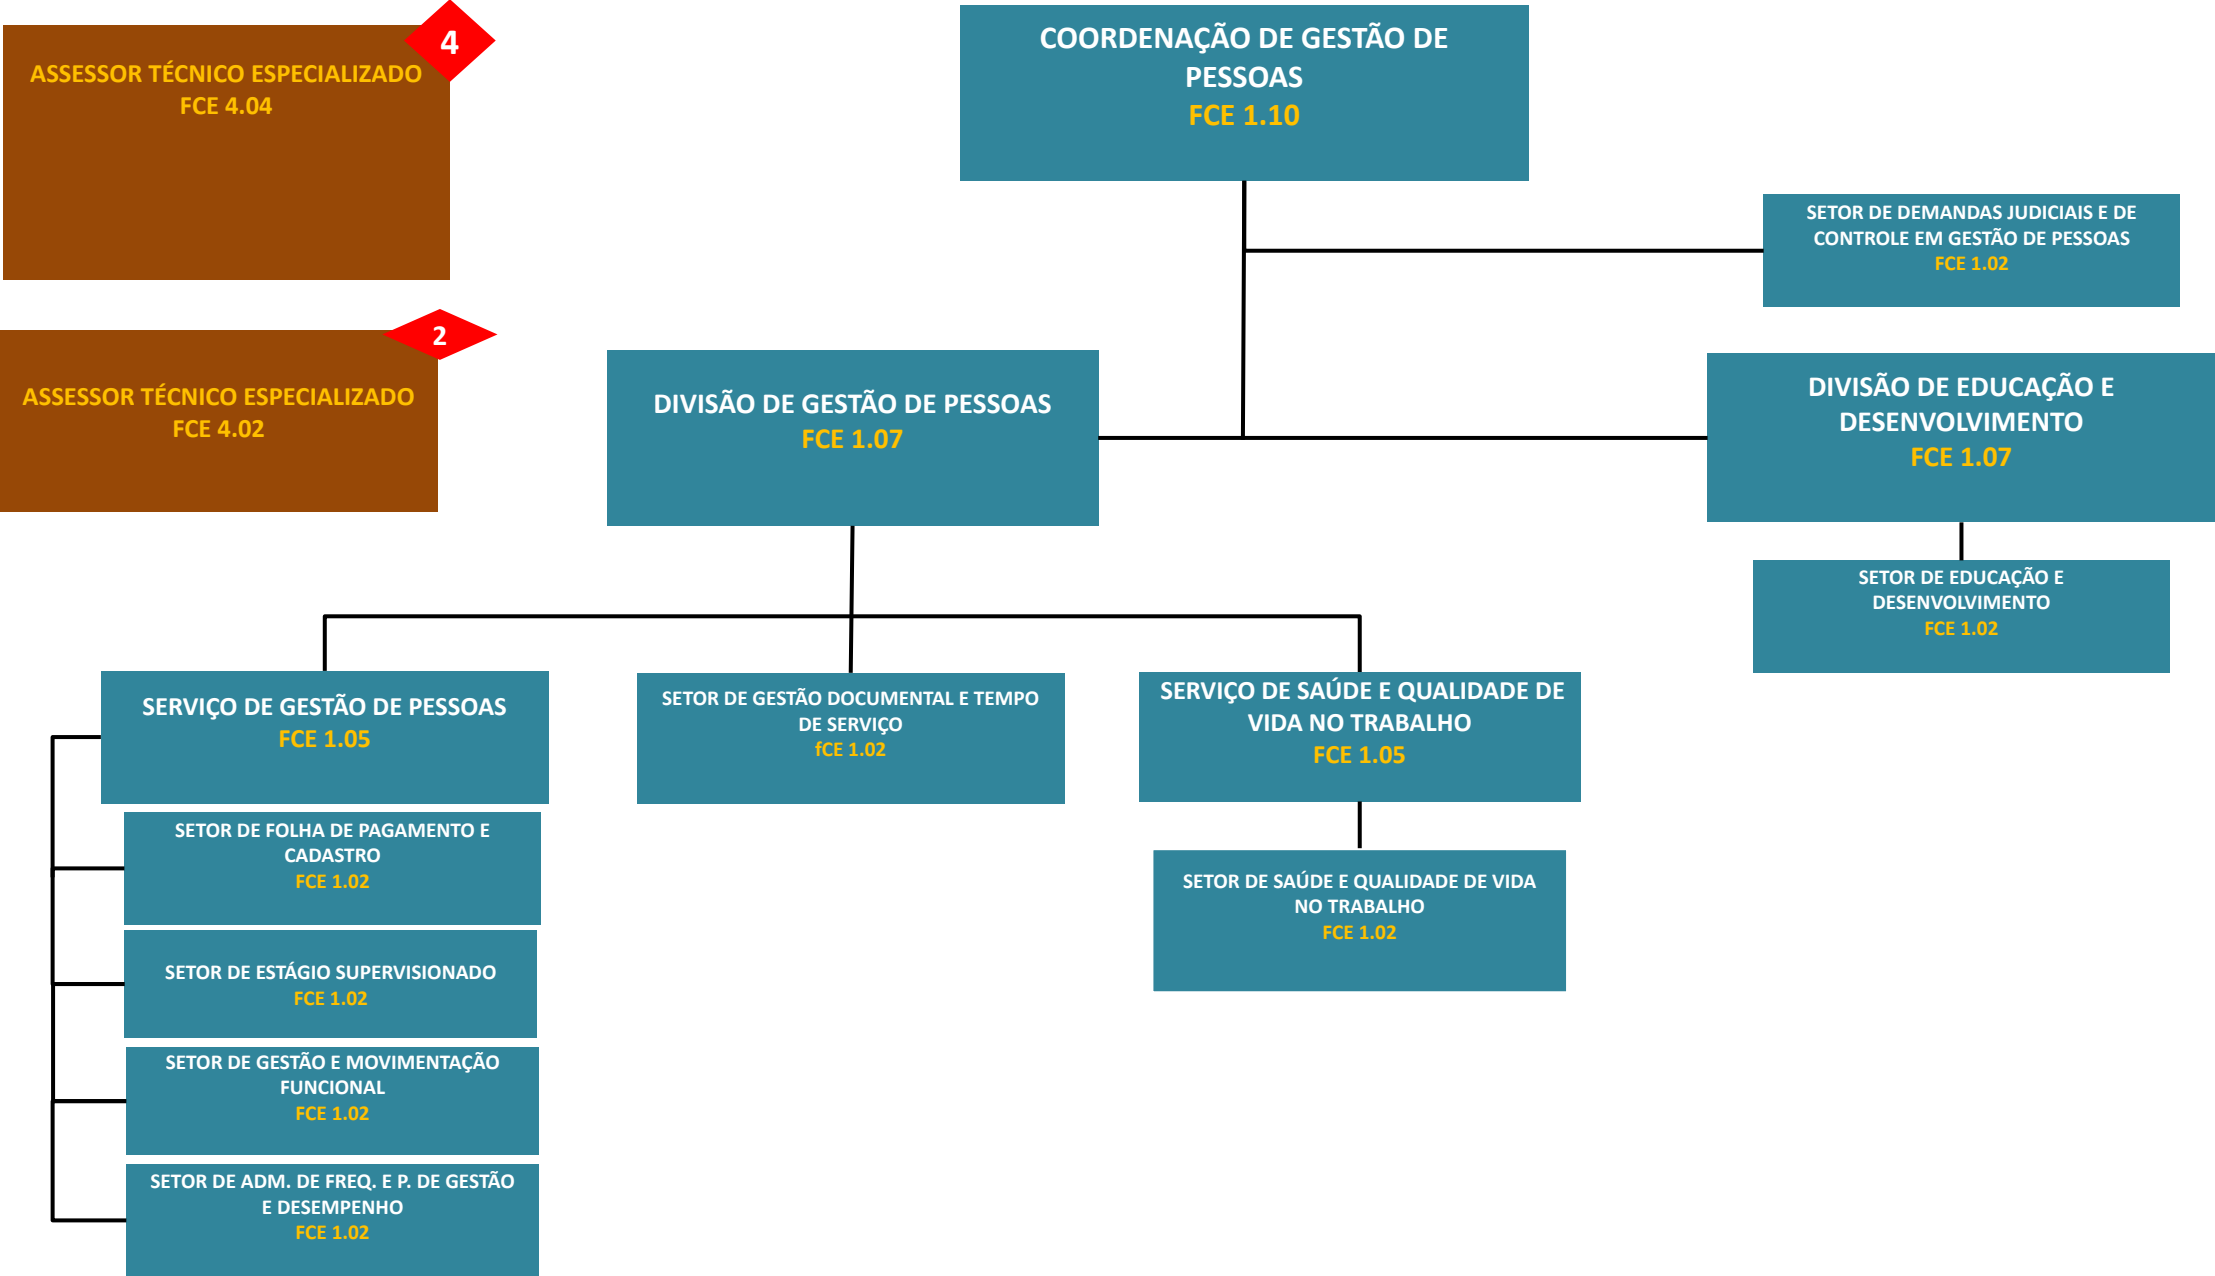 4
ASSESSOR TÉCNICO ESPECIALIZADO
FCE 4.04
COORDENAÇÃO DE GESTÃO DE
PESSOAS
FCE 1.10
SETOR DE DEMANDAS JUDICIAIS E DE
CONTROLE EM GESTÃO DE PESSOAS
FCE 1.02
2
ASSESSOR TÉCNICO ESPECIALIZADO
FCE 4.02
DIVISÃO DE GESTÃO DE PESSOAS
FCE 1.07
DIVISÃO DE EDUCAÇÃO E
DESENVOLVIMENTO
FCE 1.07
SETOR DE EDUCAÇÃO E
DESENVOLVIMENTO
FCE 1.02
SERVIÇO DE GESTÃO DE PESSOAS
FCE 1.05
SETOR DE GESTÃO DOCUMENTAL E TEMPO
DE SERVIÇO
fCE 1.02
SERVIÇO DE SAÚDE E QUALIDADE DE
VIDA NO TRABALHO
FCE 1.05
SETOR DE FOLHA DE PAGAMENTO E
CADASTRO
FCE 1.02
SETOR DE SAÚDE E QUALIDADE DE VIDA
NO TRABALHO
FCE 1.02
SETOR DE ESTÁGIO SUPERVISIONADO
FCE 1.02
SETOR DE GESTÃO E MOVIMENTAÇÃO
FUNCIONAL
FCE 1.02
SETOR DE ADM. DE FREQ. E P. DE GESTÃO
E DESEMPENHO
FCE 1.02